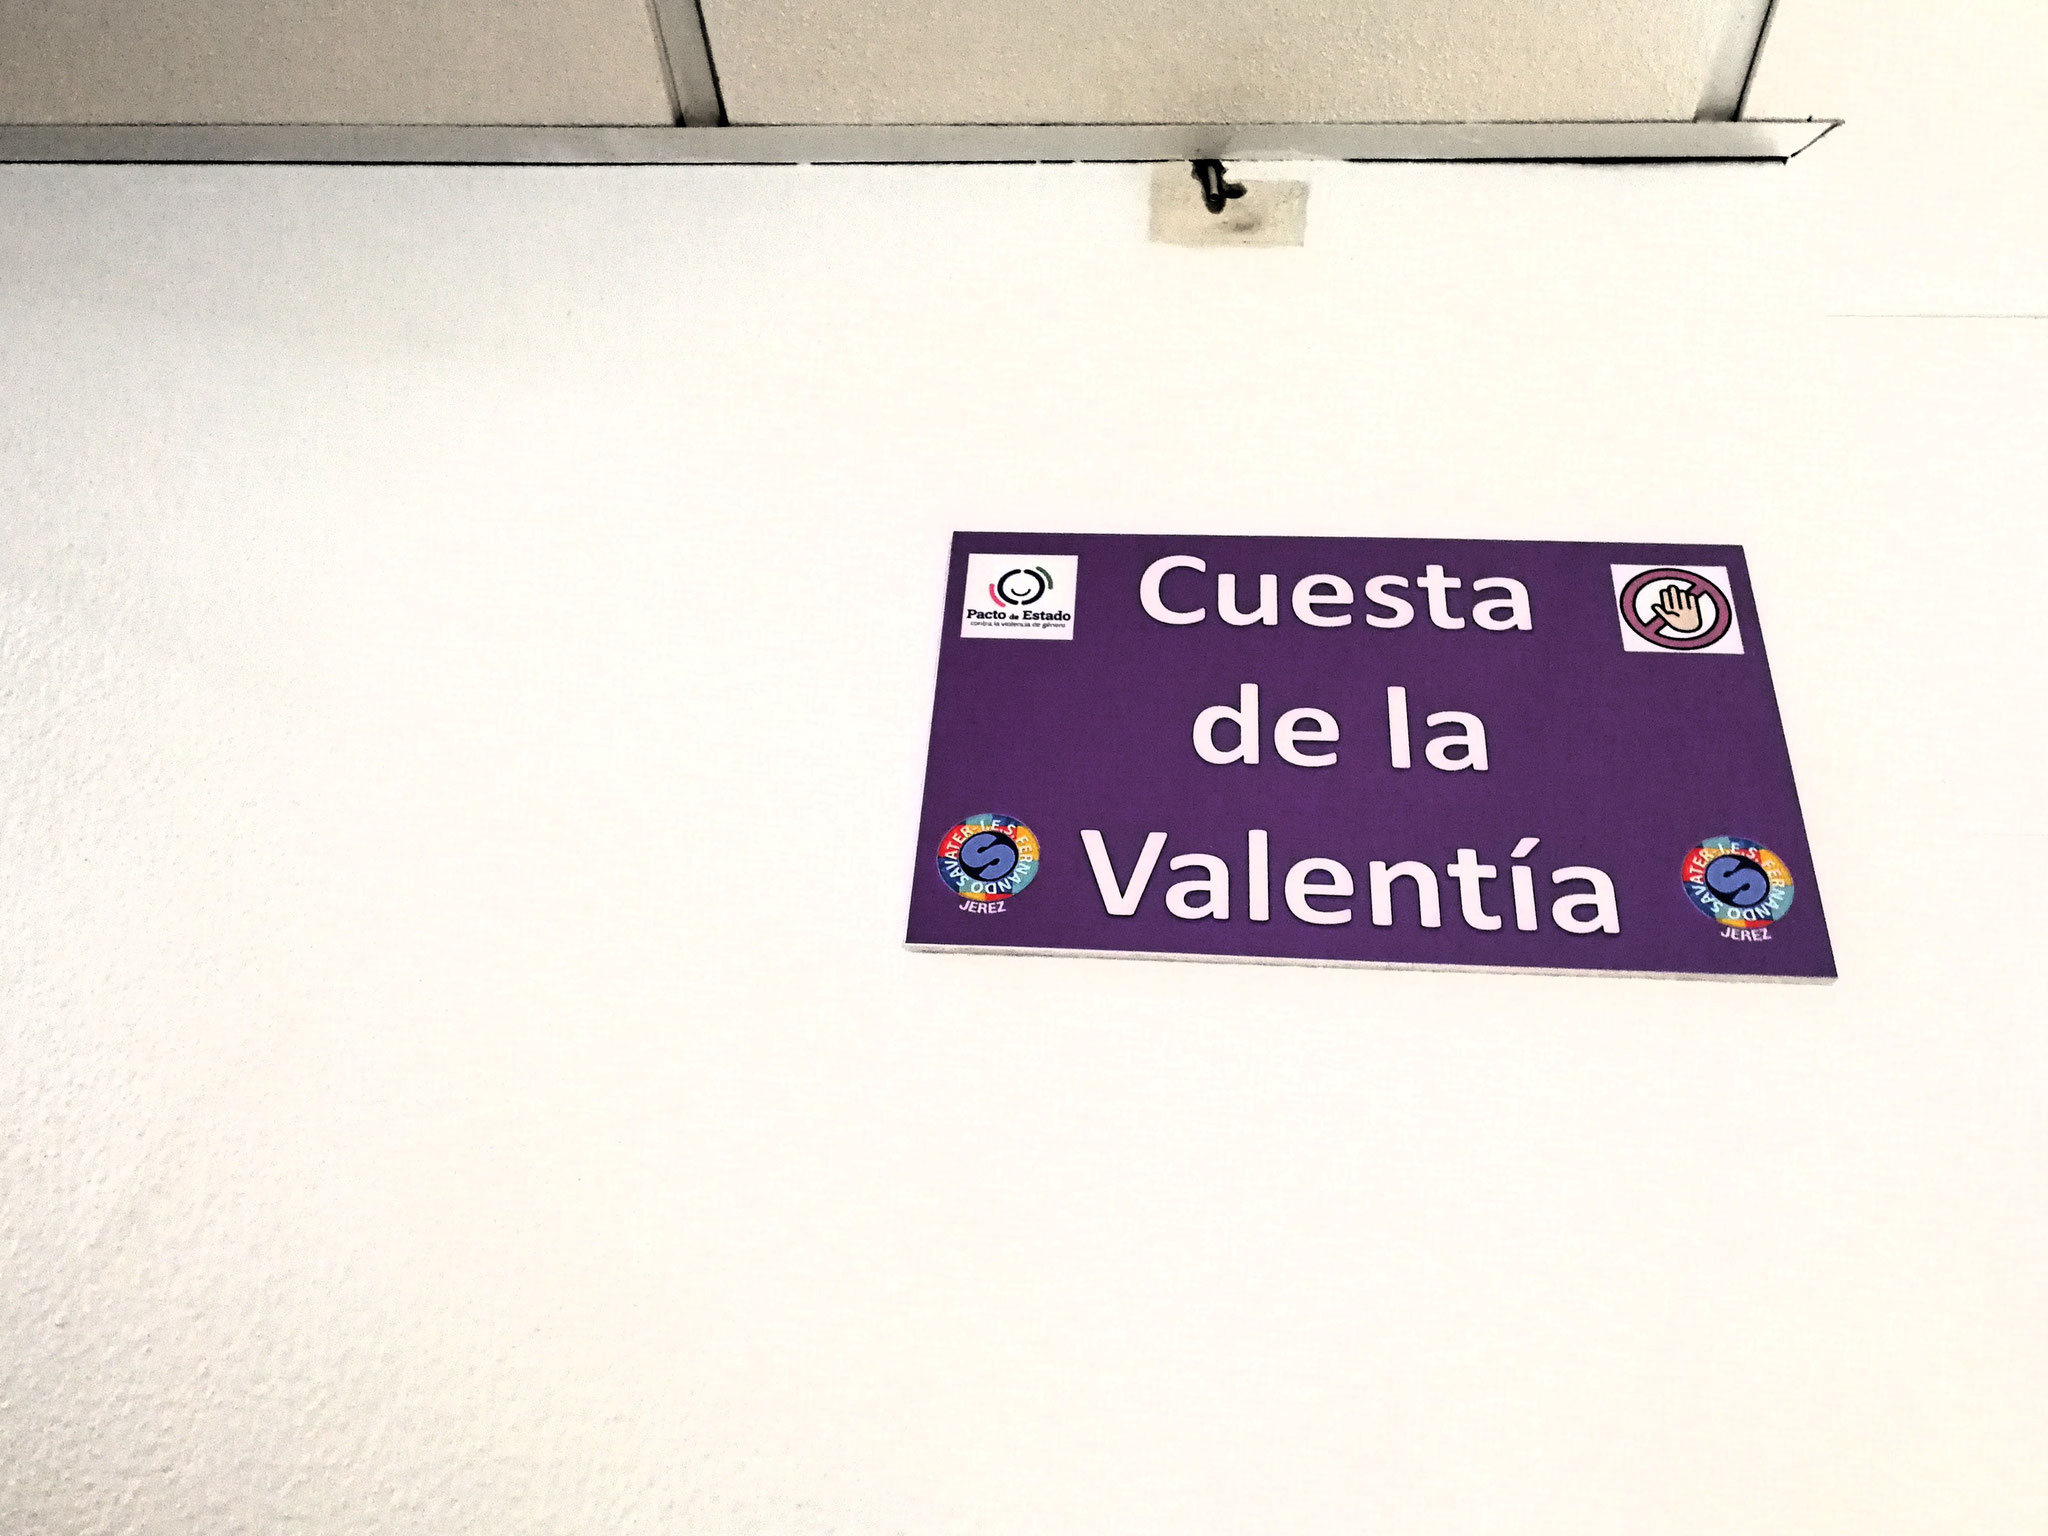 Cuesta
de la
Valentía
Pacto de Estado
contra la violencia de género
I.E.S. FERNANDO SAVATER
S
JEREZ
I.E.S. FERNANDO SAVATER
S
JEREZ